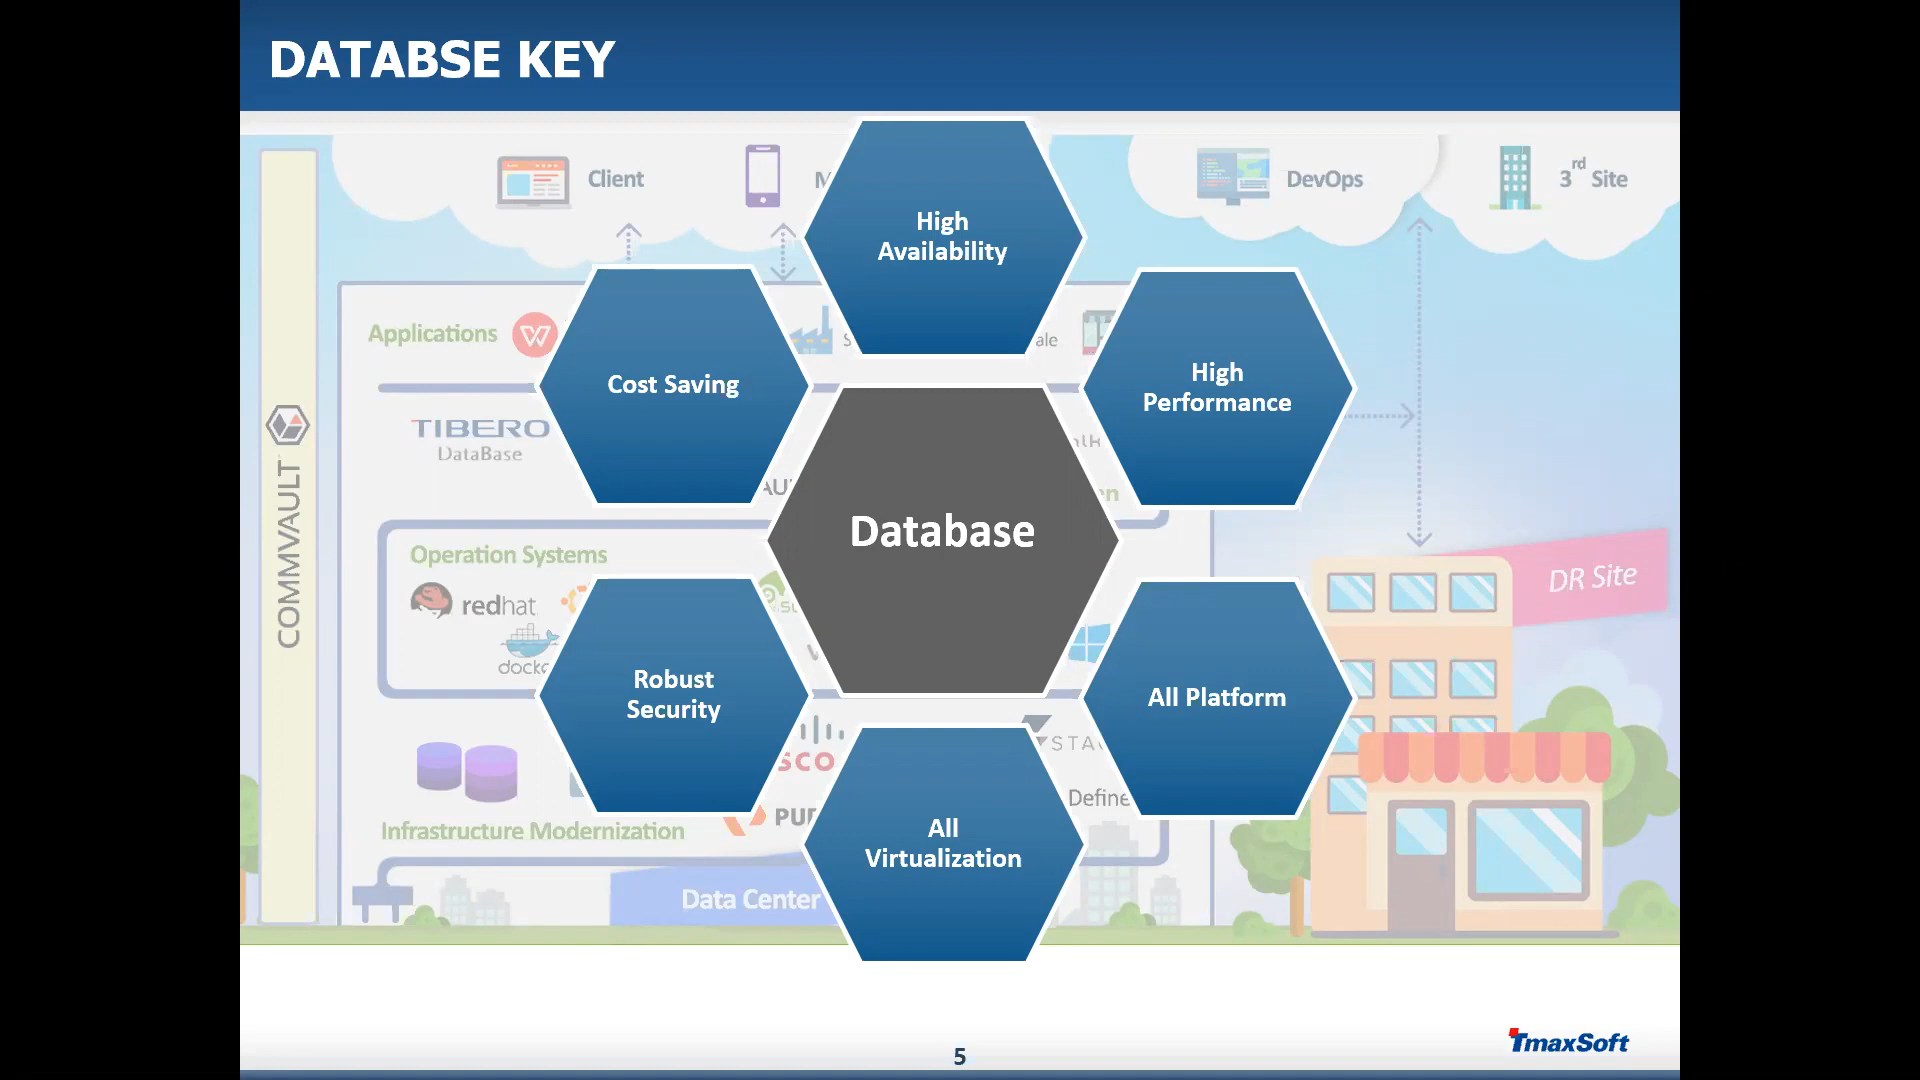 DATABSE KEY
Client
DevOps
3rd Site
High
Availability
Applications
Cost Saving
High
Performance
TIBERO
DataBase
COMMVAULT
Database
Operation Systems
redhat
DR Site
Robust
Security
All Platform
Define
Infrastructure Modernization
All
Virtualization
Data Center
TmaxSoft
5